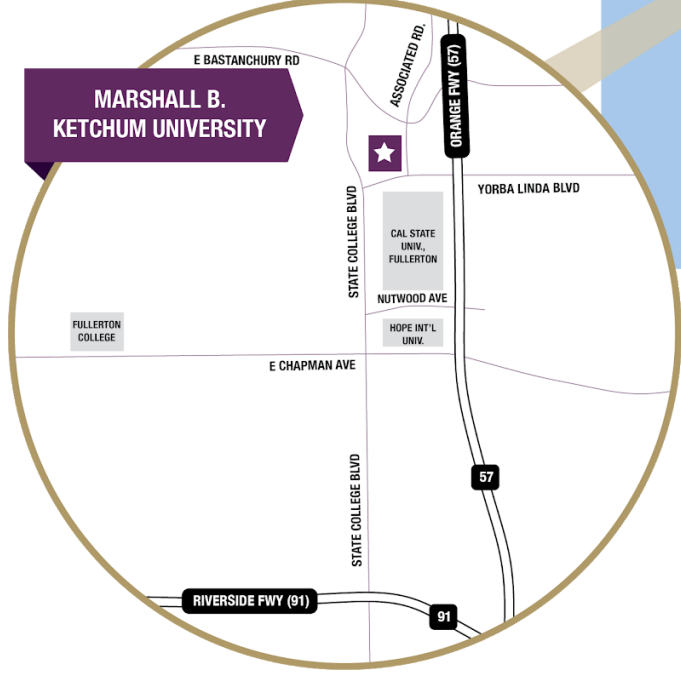 E BASTANCHURY RD
ASSOCIATED RD.
ORANGE FWY (57)
MARSHALL B.
KETCHUM UNIVERSITY
YORBA LINDA BLVD
STATE COLLEGE BLVD
CAL STATE
UNIV.,
FULLERTON
NUTWOOD AVE
FULLERTON
COLLEGE
HOPE INT'L
UNIV.
E CHAPMAN AVE
STATE COLLEGE BLVD
57
RIVERSIDE FWY (91)
91